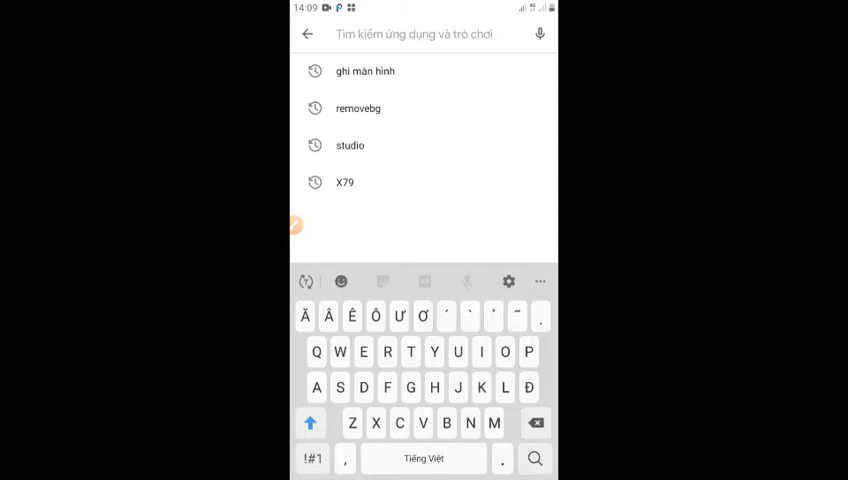 14:09
Tìm kiếm ứng dụng và trò chơi
ghi màn hình
removebg
studio
X79
Ă Â Ê Ô Ư Ơ ´ ` ̉ ~ .
Q W E R T Y U I O P
A S D F G H J K L Đ
Z X C V B N M
!#1 , Tiếng Việt .